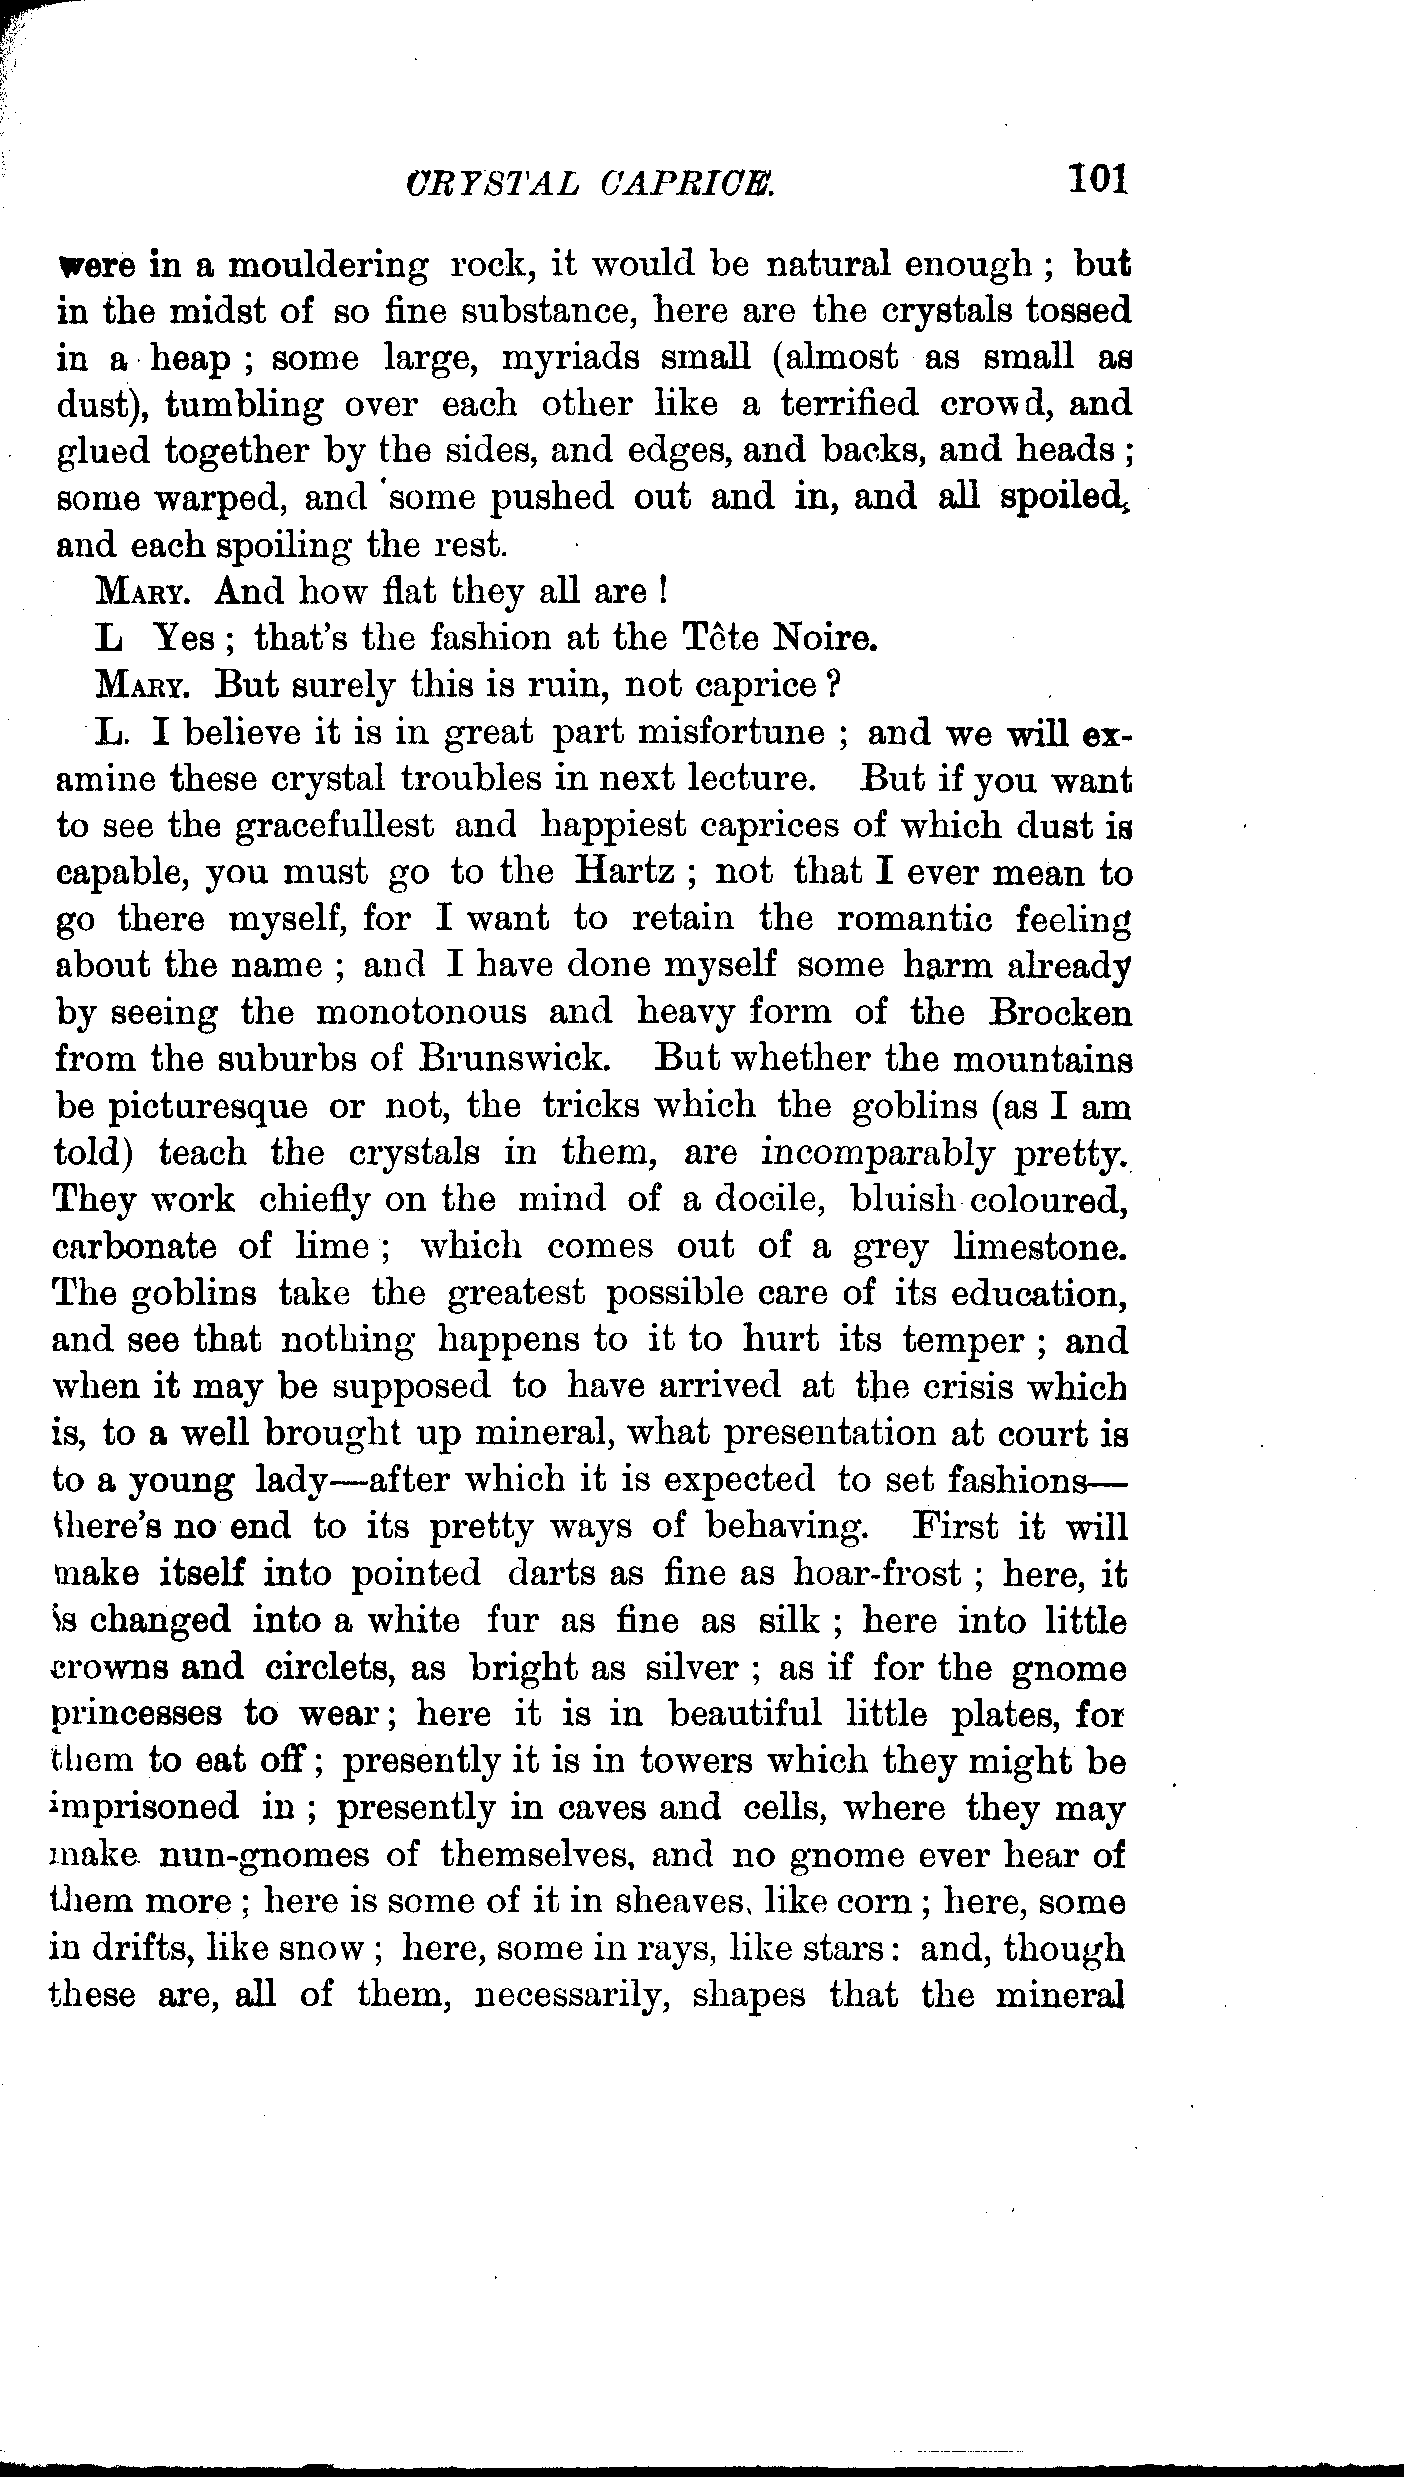 CRYSTAL CAPRICE. 101
were in a mouldering rock, it would be natural enough ; but
in the midst of so fine substance, here are the crystals tossed
in a heap ; some large, myriads small (almost as small as
dust), tumbling over each other like a terrified crowd, and
glued together by the sides, and edges, and backs, and heads ;
some warped, and some pushed out and in, and all spoiled,
and each spoiling the rest.
MARY. And how flat they all are !
L Yes ; that's the fashion at the Tête Noire.
MARY. But surely this is ruin, not caprice ?
L. I believe it is in great part misfortune ; and we will ex-
amine these crystal troubles in next lecture. But if you want
to see the gracefullest and happiest caprices of which dust is
capable, you must go to the Hartz ; not that I ever mean to
go there myself, for I want to retain the romantic feeling
about the name ; and I have done myself some harm already
by seeing the monotonous and heavy form of the Brocken
from the suburbs of Brunswick. But whether the mountains
be picturesque or not, the tricks which the goblins (as I am
told) teach the crystals in them, are incomparably pretty.
They work chiefly on the mind of a docile, bluish coloured,
carbonate of lime ; which comes out of a grey limestone.
The goblins take the greatest possible care of its education,
and see that nothing happens to it to hurt its temper ; and
when it may be supposed to have arrived at the crisis which
is, to a well brought up mineral, what presentation at court is
to a young lady—after which it is expected to set fashions—
there's no end to its pretty ways of behaving. First it will
make itself into pointed darts as fine as hoar-frost ; here, it
is changed into a white fur as fine as silk ; here into little
crowns and circlets, as bright as silver ; as if for the gnome
princesses to wear ; here it is in beautiful little plates, for
them to eat off ; presently it is in towers which they might be
imprisoned in ; presently in caves and cells, where they may
make nun-gnomes of themselves, and no gnome ever hear of
them more ; here is some of it in sheaves, like corn ; here, some
in drifts, like snow ; here, some in rays, like stars : and, though
these are, all of them, necessarily, shapes that the mineral